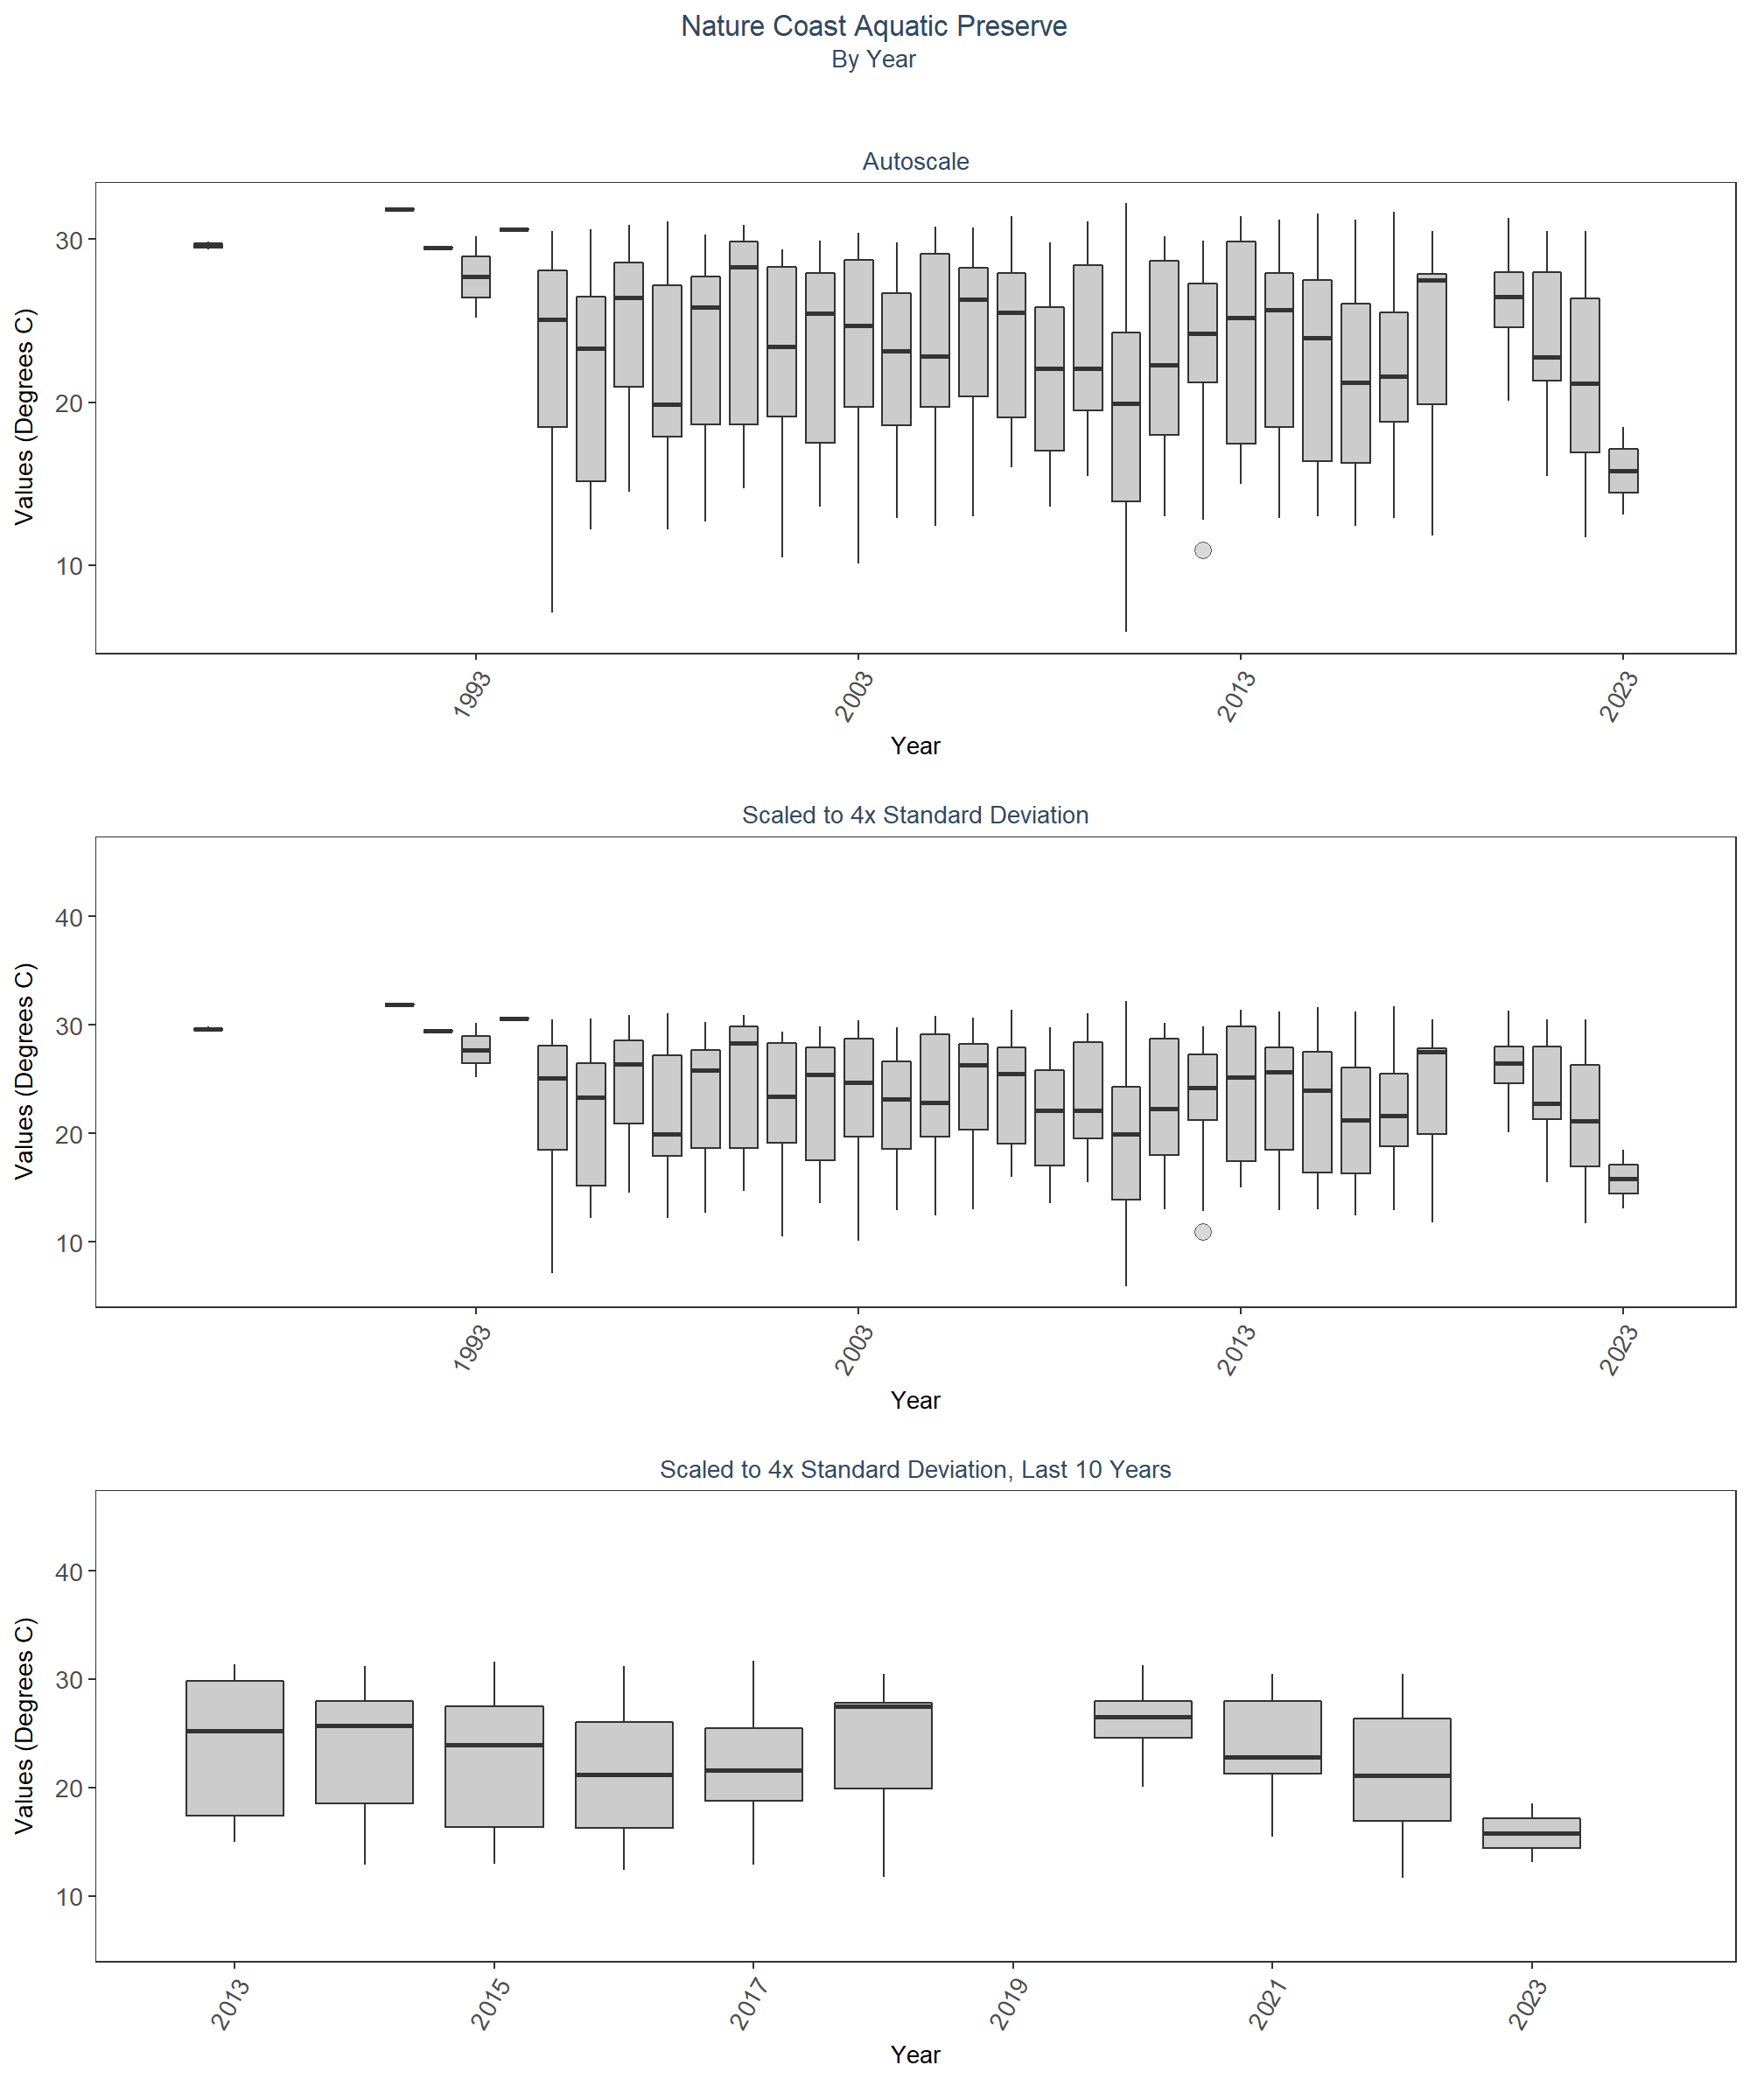 Nature Coast Aquatic Preserve
By Year
Autoscale
Values (Degrees C)
30
20
10
1993
2003
2013
2023
Year
Scaled to 4x Standard Deviation
Values (Degrees C)
40
30
20
10
1993
2003
2013
2023
Year
Scaled to 4x Standard Deviation, Last 10 Years
Values (Degrees C)
40
30
20
10
2013
2015
2017
2019
2021
2023
Year